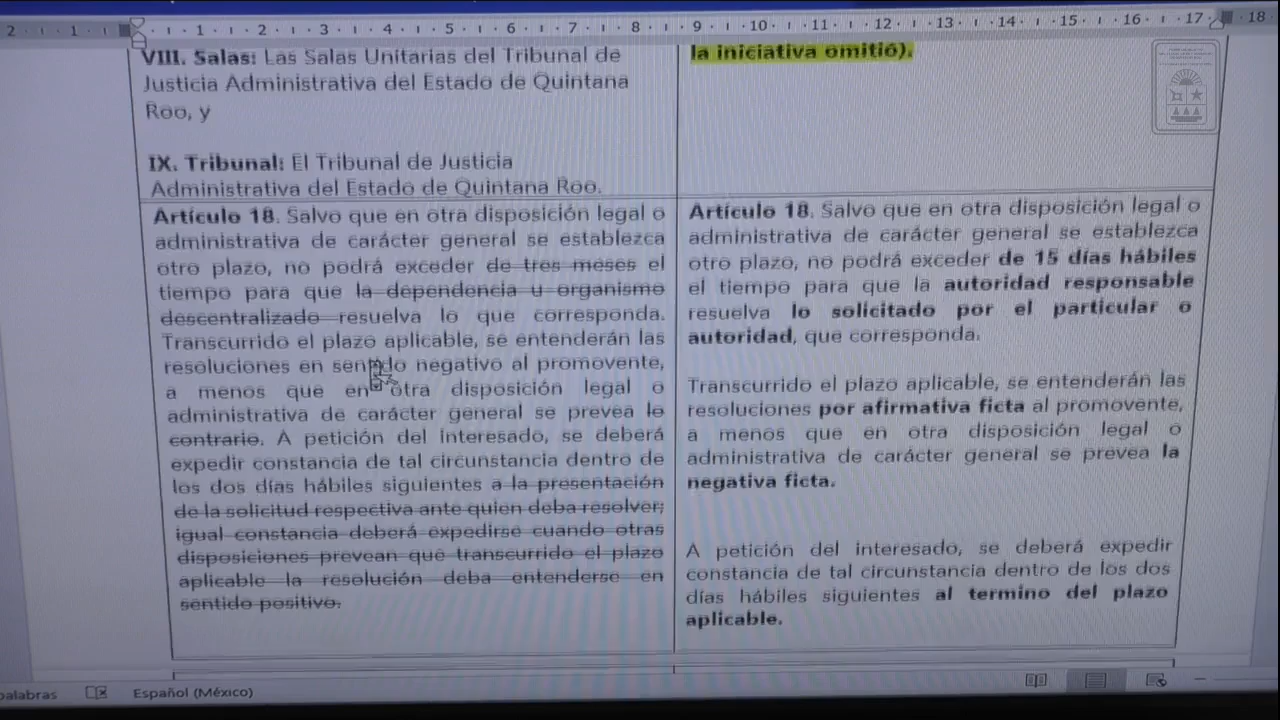 2 · ı · 1 · ı · · ı · 1 · ı · 2 · ı · 3 · ı · 4 · ı · 5 · ı · 6 · ı · 7 · ı · 8 · ı · 9 · ı · 10 · ı · 11 · ı · 12 · ı · 13 · ı · 14 · ı · 15 · ı · 16 · ı · 17 · ı · 18 ·
VIII. Salas: Las Salas Unitarias del Tribunal de
Justicia Administrativa del Estado de Quintana
Roo, y
IX. Tribunal: El Tribunal de Justicia
Administrativa del Estado de Quintana Roo.
la iniciativa omitió).
Artículo 18. Salvo que en otra disposición legal o
administrativa de carácter general se establezca
otro plazo, no podrá exceder de tres meses el
tiempo para que la dependencia u organismo
descentralizado resuelva lo que corresponda.
Transcurrido el plazo aplicable, se entenderán las
resoluciones en sentido negativo al promovente,
a menos que en otra disposición legal o
administrativa de carácter general se prevea lo
contrario. A petición del interesado, se deberá
expedir constancia de tal circunstancia dentro de
los dos días hábiles siguientes a la presentación
de la solicitud respectiva ante quien deba resolver;
igual constancia deberá expedirse cuando otras
disposiciones prevean que transcurrido el plazo
aplicable la resolución deba entenderse en
sentido positivo.
Artículo 18. Salvo que en otra disposición legal o
administrativa de carácter general se establezca
otro plazo, no podrá exceder de 15 días hábiles
el tiempo para que la autoridad responsable
resuelva lo solicitado por el particular o
autoridad, que corresponda.
Transcurrido el plazo aplicable, se entenderán las
resoluciones por afirmativa ficta al promovente,
a menos que en otra disposición legal o
administrativa de carácter general se prevea la
negativa ficta.
A petición del interesado, se deberá expedir
constancia de tal circunstancia dentro de los dos
días hábiles siguientes al termino del plazo
aplicable.
palabras Español (México)